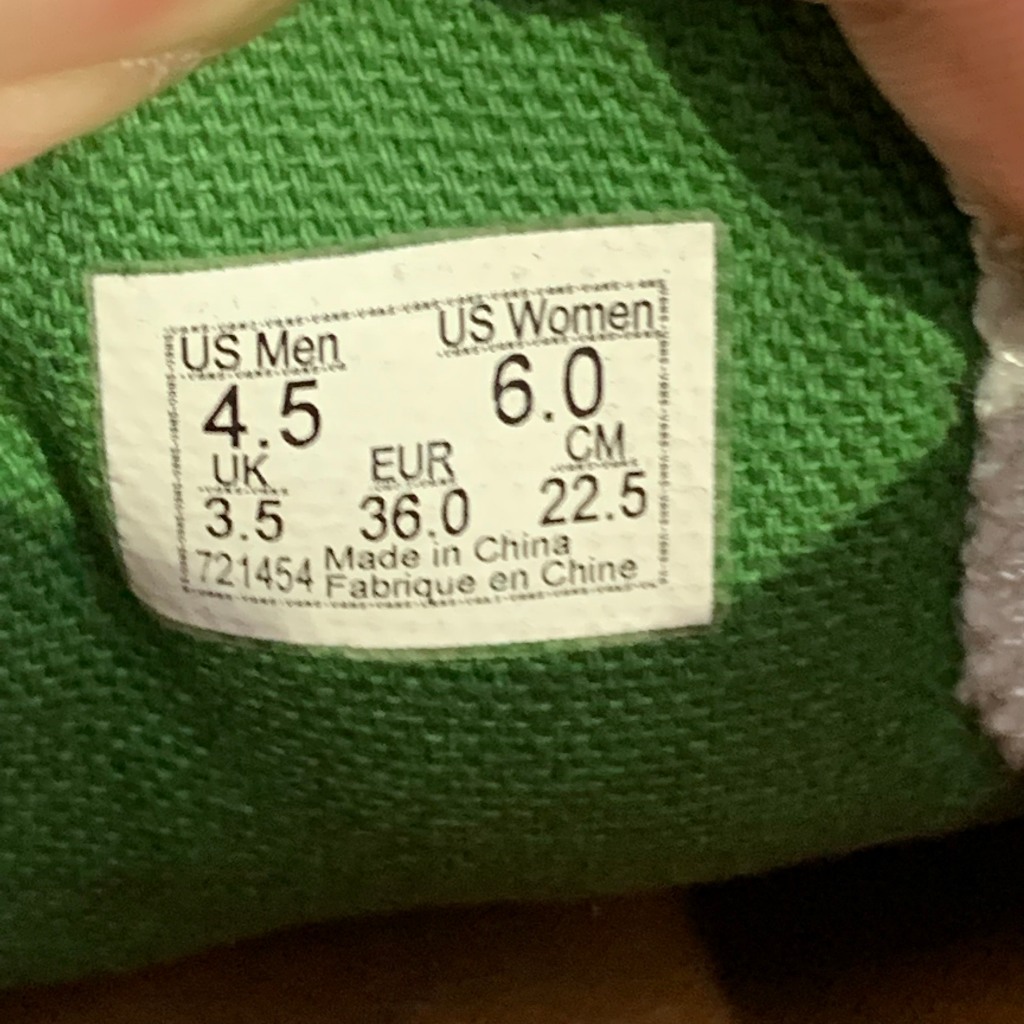 US Men US Women
4.5 6.0
UK EUR CM
3.5 36.0 22.5
721454 Made in China
Fabrique en Chine